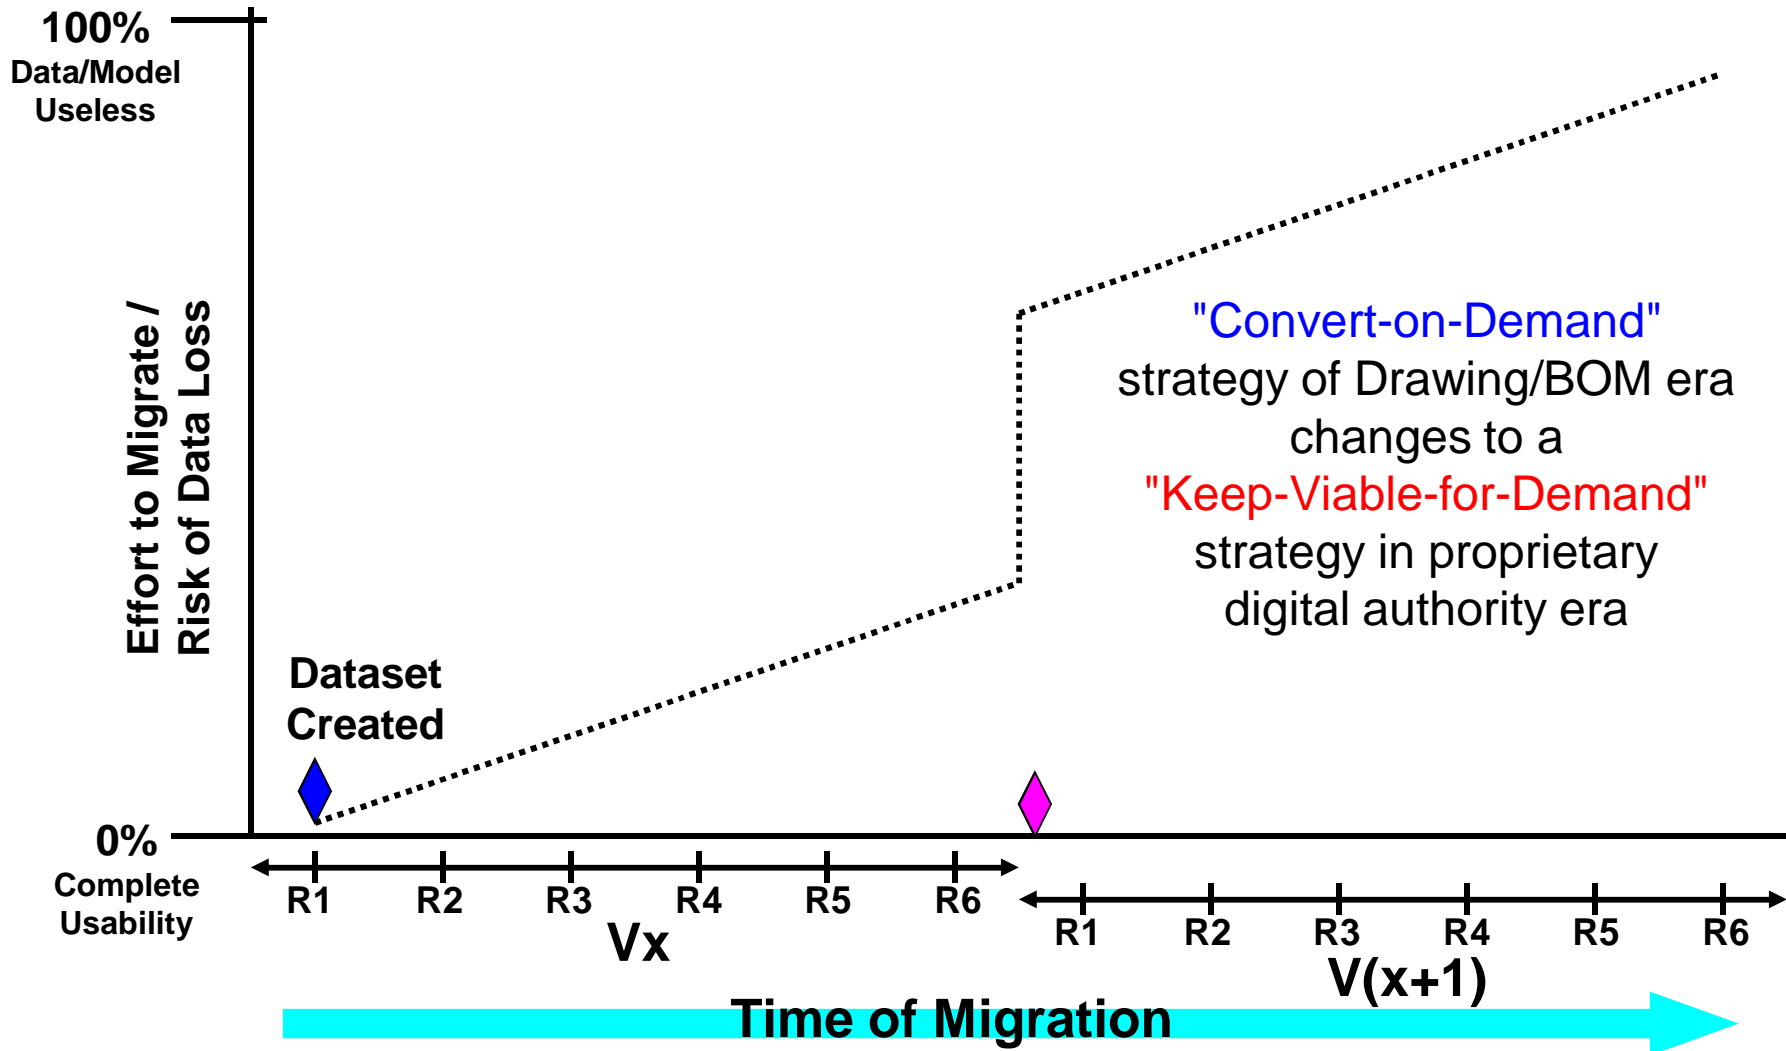 100%
Data/Model
Useless
Effort to Migrate /
Risk of Data Loss
"Convert-on-Demand"
strategy of Drawing/BOM era
changes to a
"Keep-Viable-for-Demand"
strategy in proprietary
digital authority era
Dataset
Created
0%
Complete
Usability
R1 R2 R3 R4 R5 R6
Vx
R1 R2 R3 R4 R5 R6
V(x+1)
Time of Migration